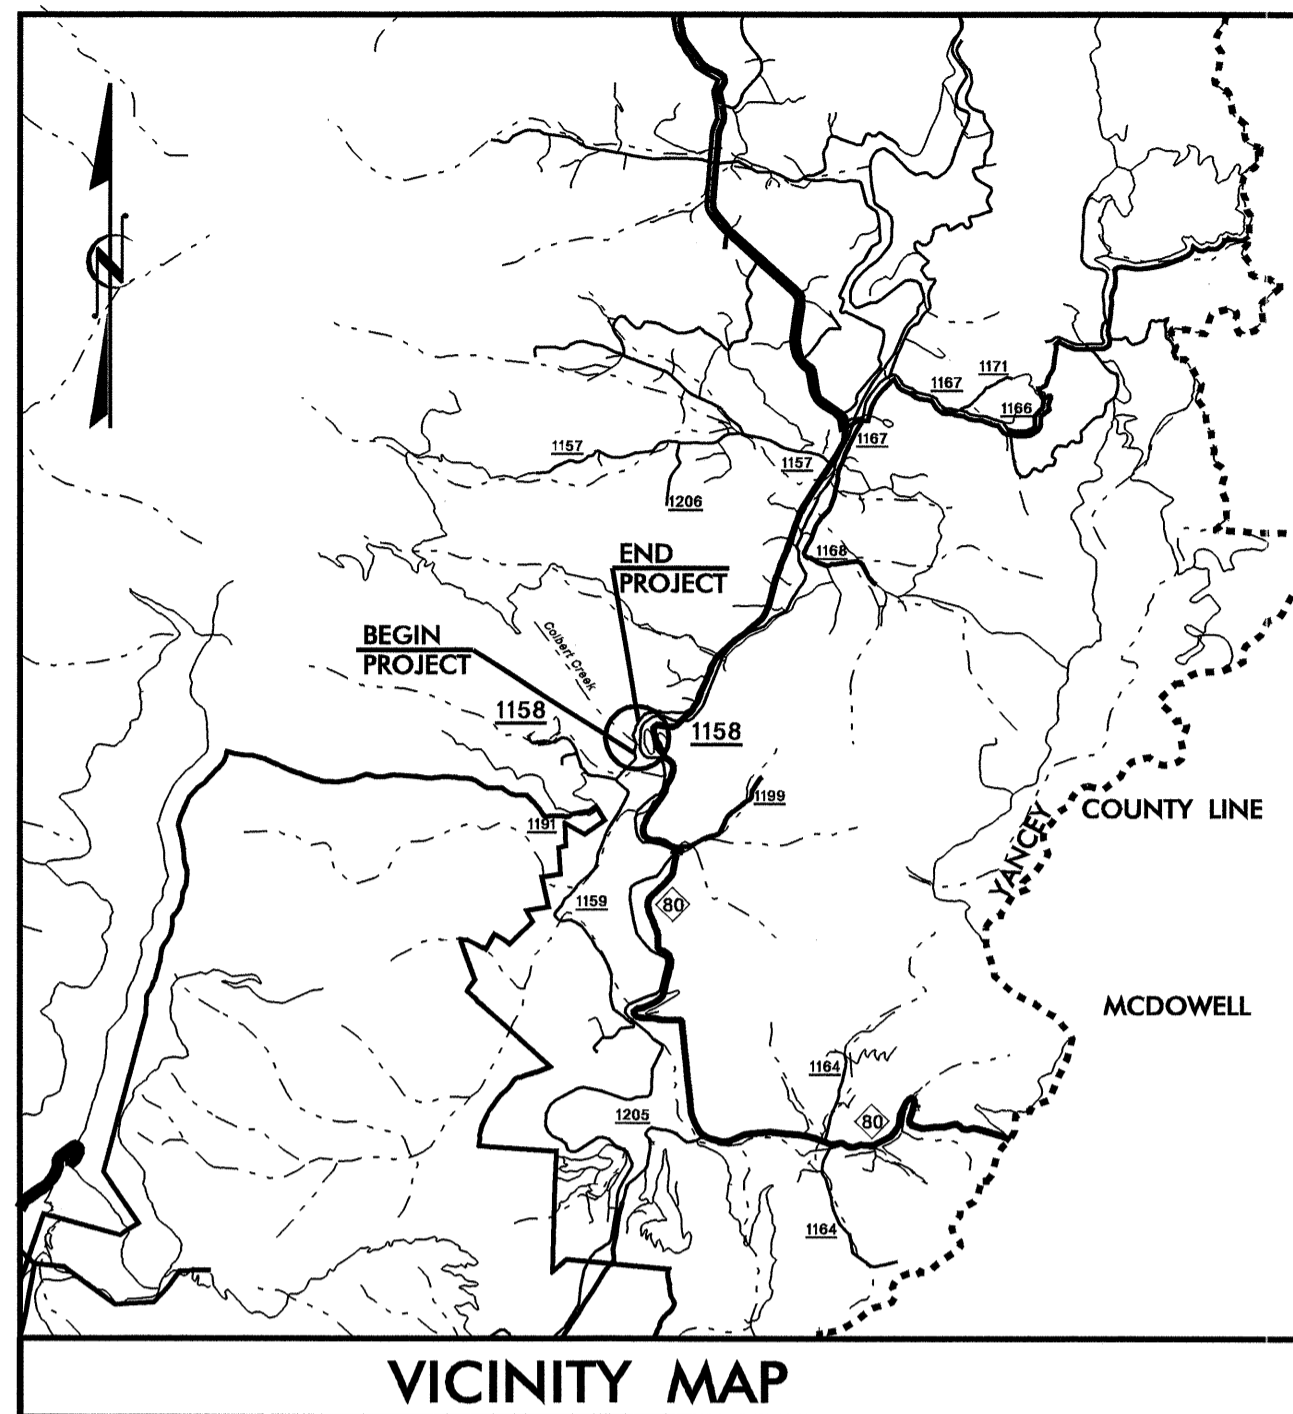 N
1171
1167
1166
1167
1157
1157
1206
1168
END
PROJECT
BEGIN
PROJECT
Colbert Creek
1158
1158
1199
1191
COUNTY LINE
YANCEY
1159
80
MCDOWELL
1164
1205
80
1164
VICINITY MAP